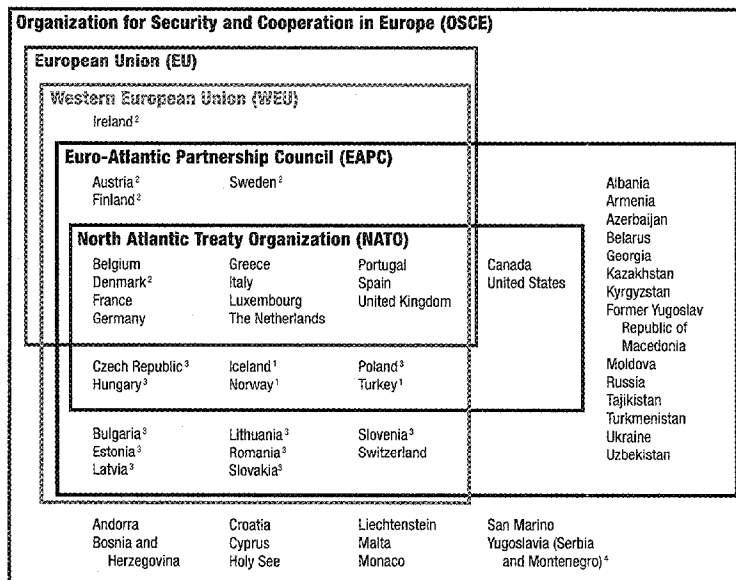 Organization for Security and Cooperation in Europe (OSCE)
European Union (EU)
Western European Union (WEU)
Ireland²
Euro-Atlantic Partnership Council (EAPC)
Austria² Sweden²
Finland²
Albania
Armenia
Azerbaijan
Belarus
Georgia
Kazakhstan
Kyrgyzstan
Former Yugoslav
Republic of
Macedonia
Moldova
Russia
Tajikistan
Turkmenistan
Ukraine
Uzbekistan
North Atlantic Treaty Organization (NATO)
Belgium Greece Portugal Canada
Denmark² Italy Spain United States
France Luxembourg United Kingdom
Germany The Netherlands
Czech Republic³ Iceland¹ Poland³
Hungary³ Norway¹ Turkey¹
Bulgaria³ Lithuania³ Slovenia³
Estonia³ Romania³ Switzerland
Latvia³ Slovakia³
Andorra Croatia Liechtenstein San Marino
Bosnia and Cyprus Malta Yugoslavia (Serbia
Herzegovina Holy See Monaco and Montenegro)⁴